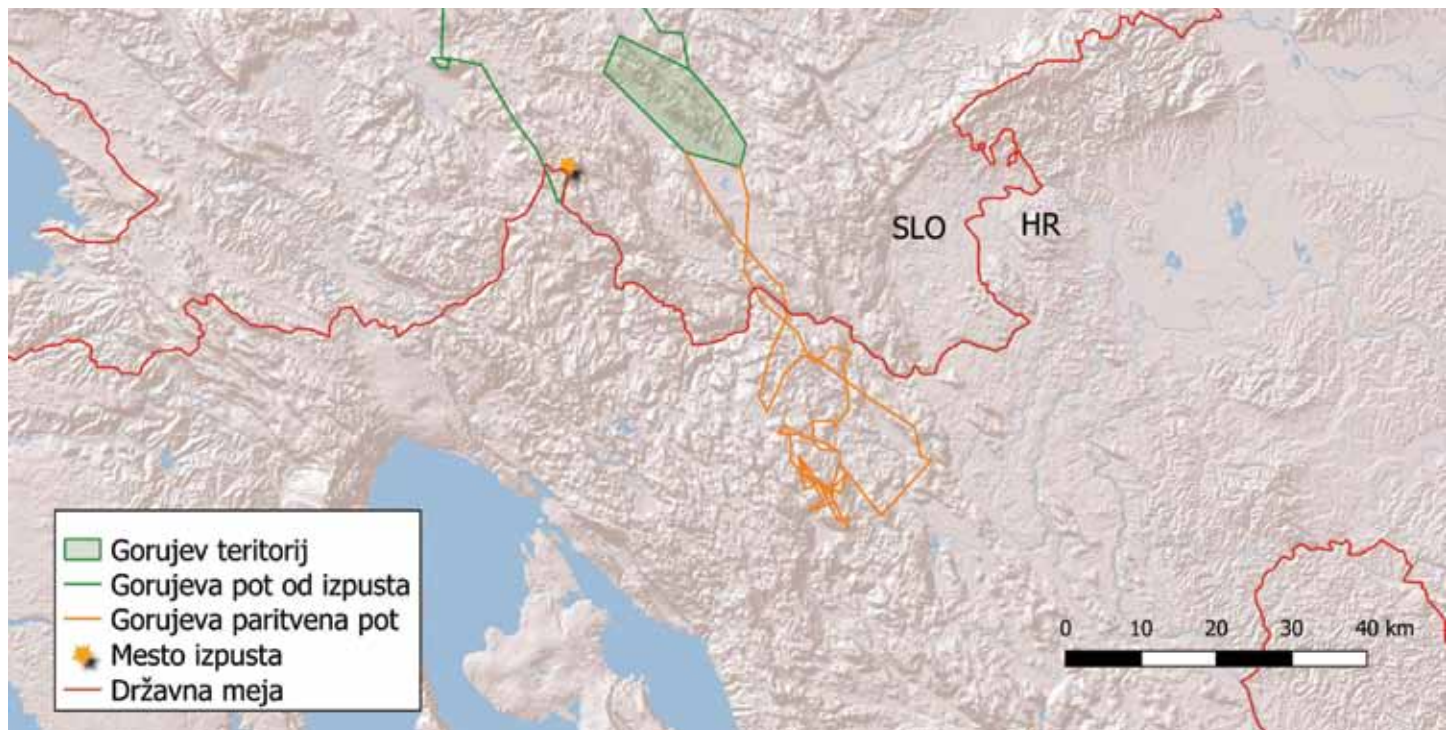 SLO
HR
Gorujev teritorij
Gorujeva pot od izpusta
Gorujeva paritvena pot
Mesto izpusta
Državna meja
0 10 20 30 40 km